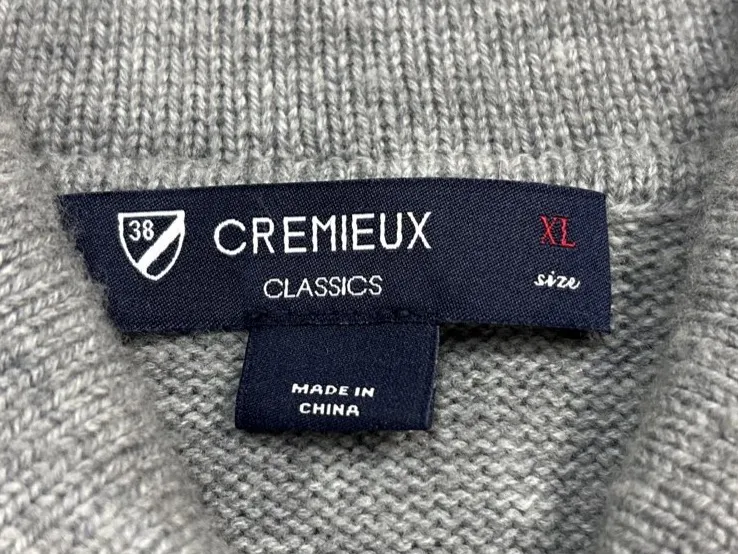 38 CREMIEUX XL
CLASSICS size
MADE IN
CHINA